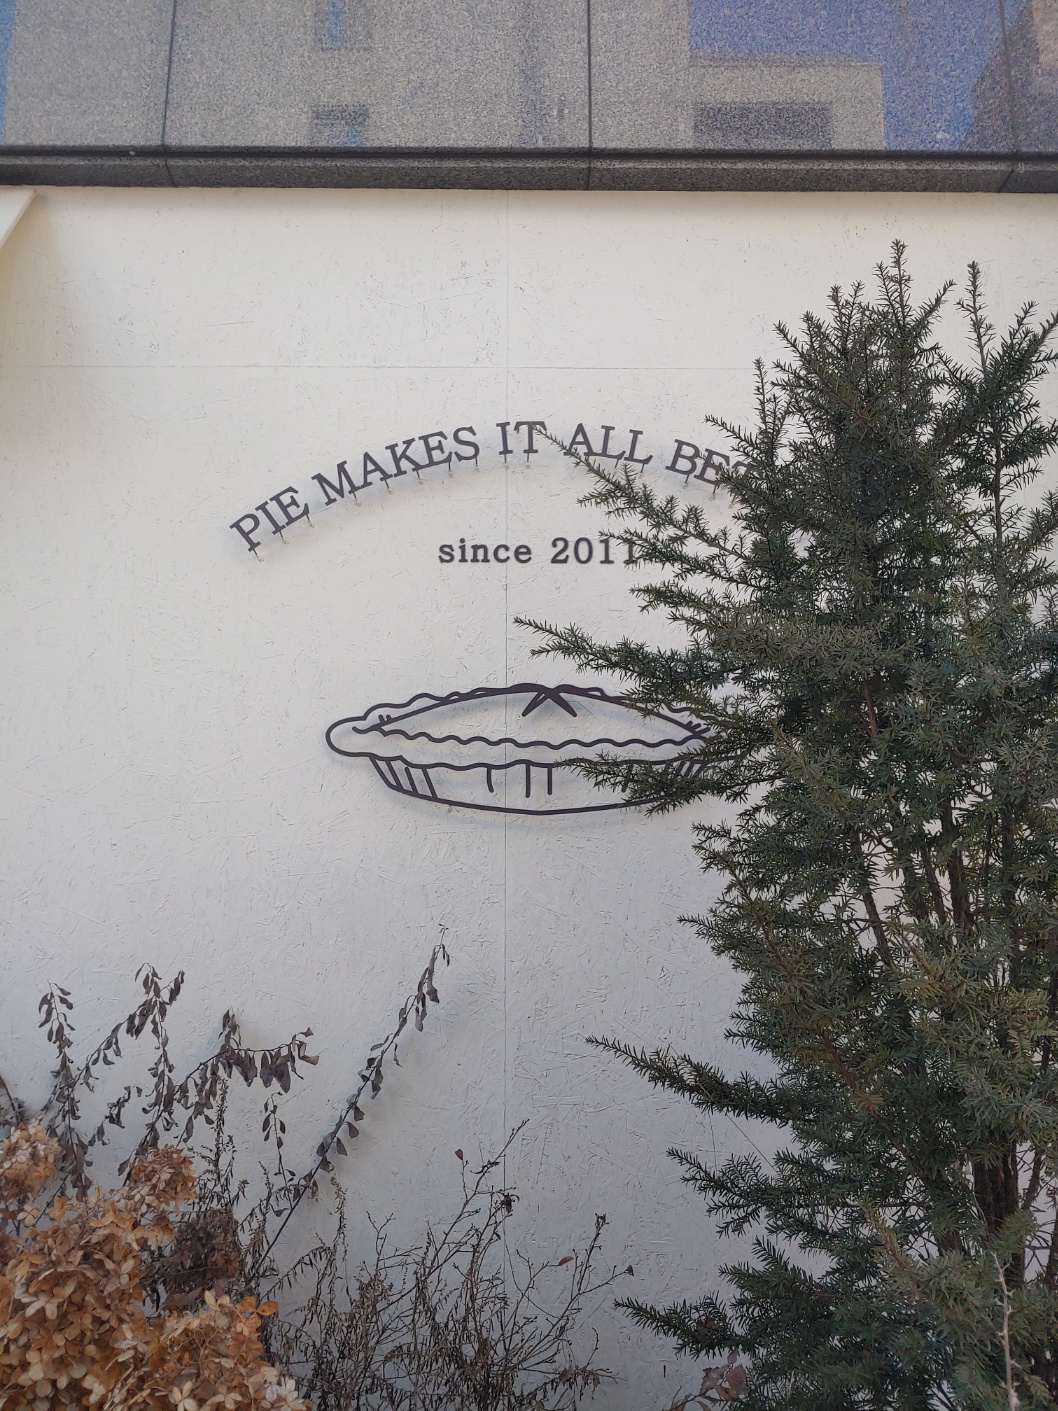 PIE MAKES IT ALL
since 2011